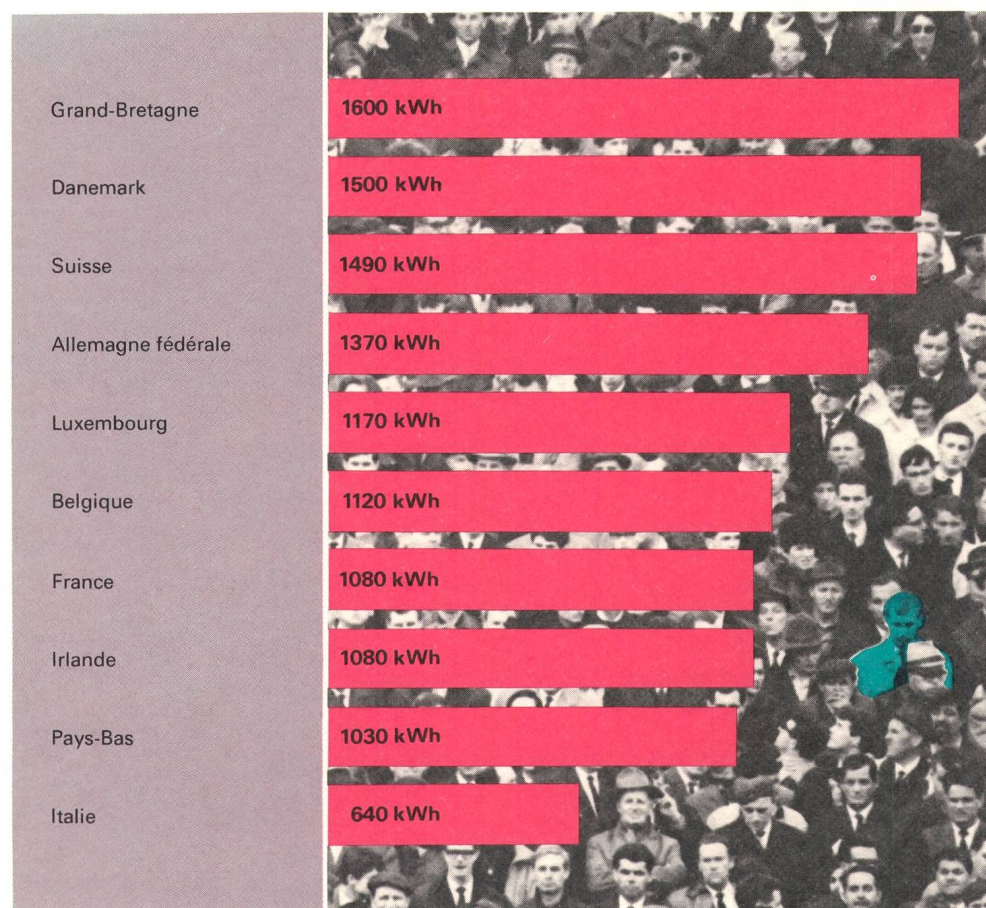 Grand-Bretagne 1600 kWh
Danemark 1500 kWh
Suisse 1490 kWh
Allemagne fédérale 1370 kWh
Luxembourg 1170 kWh
Belgique 1120 kWh
France 1080 kWh
Irlande 1080 kWh
Pays-Bas 1030 kWh
Italie 640 kWh